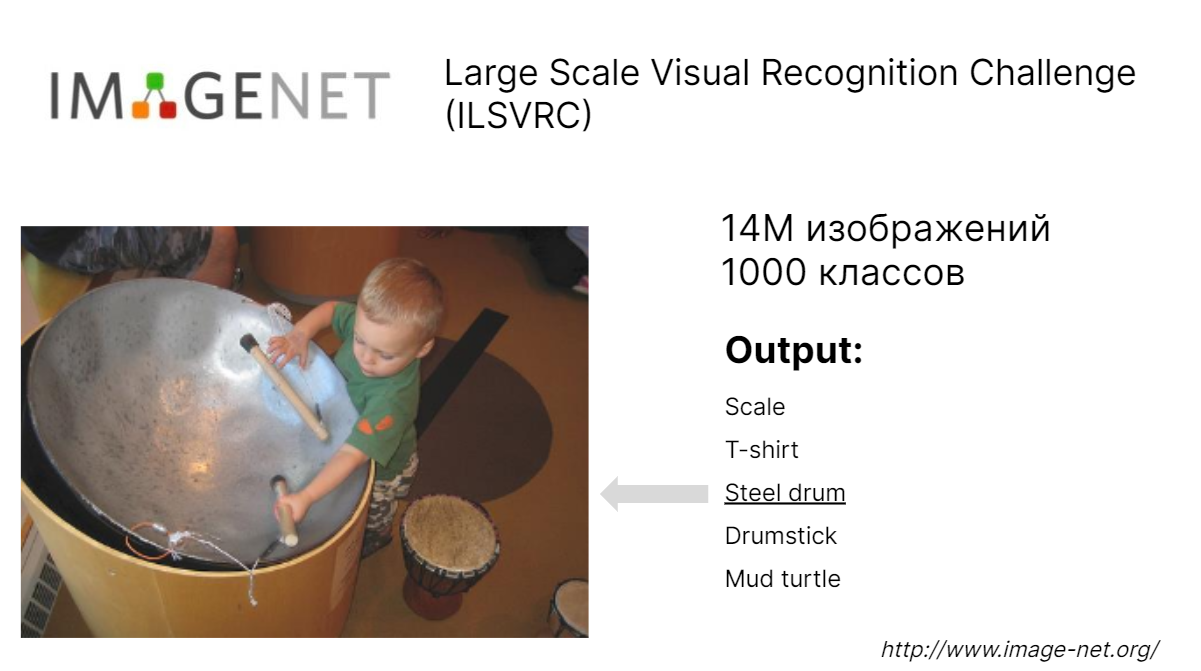 IMAGENET
Large Scale Visual Recognition Challenge
(ILSVRC)
14M изображений
1000 классов
Output:
Scale
T-shirt
Steel drum
Drumstick
Mud turtle
http://www.image-net.org/